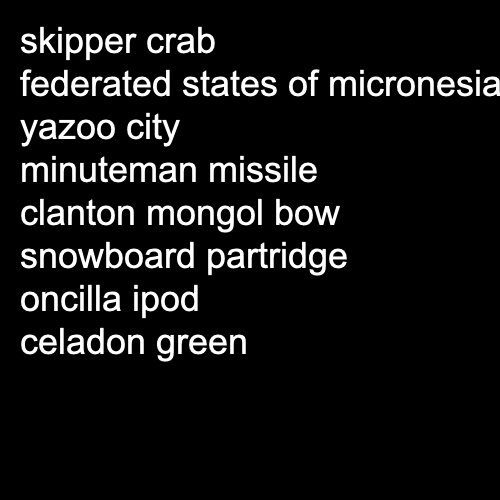 skipper crab
federated states of micronesia
yazoo city
minuteman missile
clanton mongol bow
snowboard partridge
oncilla ipod
celadon green